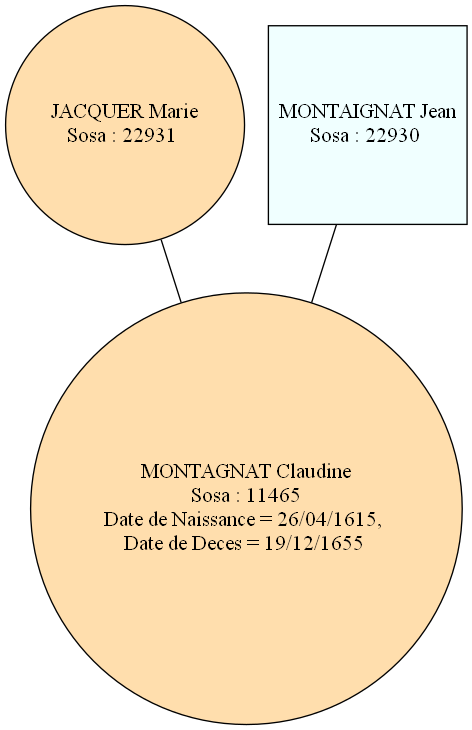 JACQUER Marie
Sosa : 22931
MONTAIGNAT Jean
Sosa : 22930
MONTAGNAT Claudine
Sosa : 11465
Date de Naissance = 26/04/1615,
Date de Deces = 19/12/1655